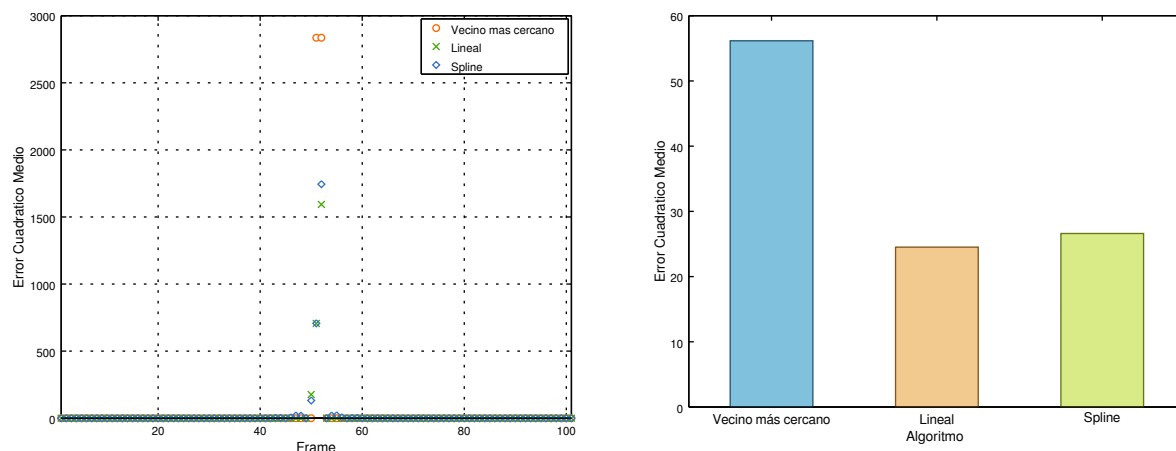 3000
2500
2000
1500
1000
500
0
Error Cuadratico Medio
Vecino mas cercano
Lineal
Spline
20
40
60
80
100
Frame
60
50
40
30
20
10
0
Error Cuadratico Medio
Vecino más cercano
Lineal
Spline
Algoritmo